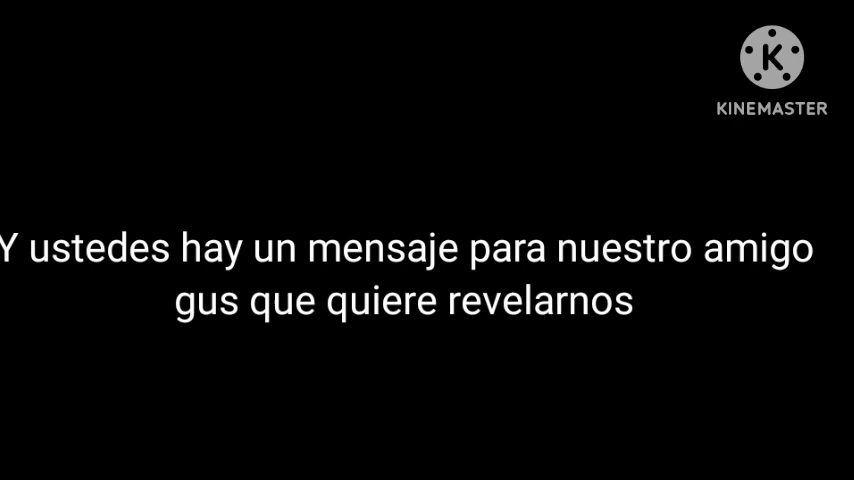 KINEMASTER
Y ustedes hay un mensaje para nuestro amigo
gus que quiere revelarnos